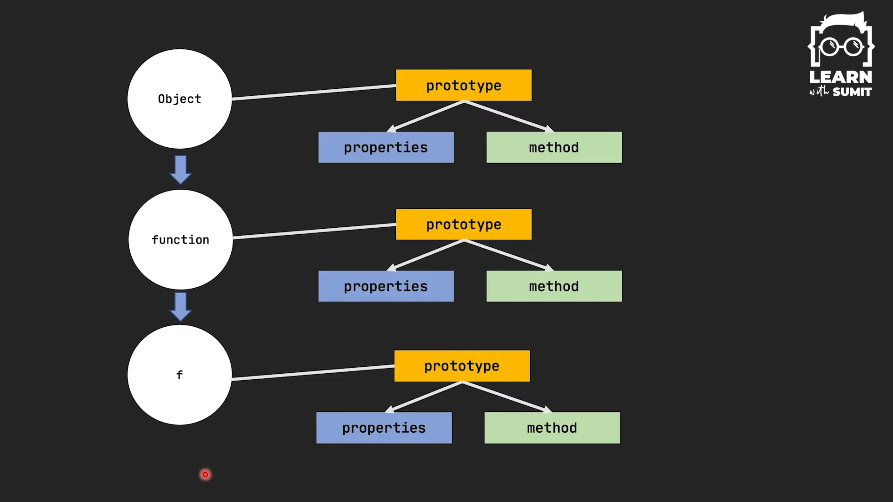 Object
prototype
properties
method
function
prototype
properties
method
f
prototype
properties
method
LEARN
with SUMIT